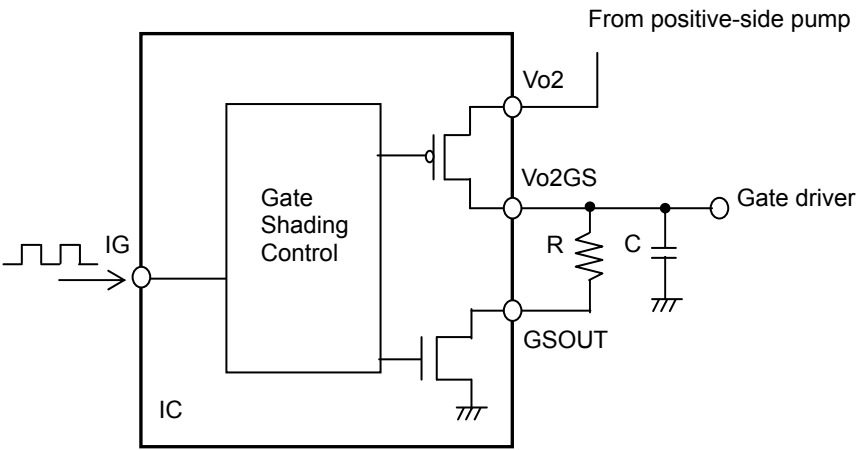 From positive-side pump
Vo2
Vo2GS
Gate driver
Gate
Shading
Control
IG
R
C
GSOUT
IC